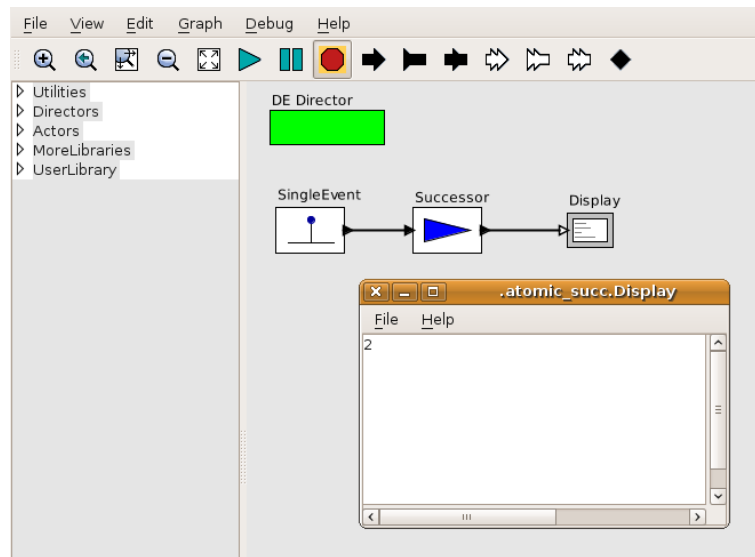 File View Edit Graph Debug Help
Utilities
Directors
Actors
MoreLibraries
UserLibrary
DE Director
SingleEvent
Successor
Display
.atomic_succ.Display
File Help
2